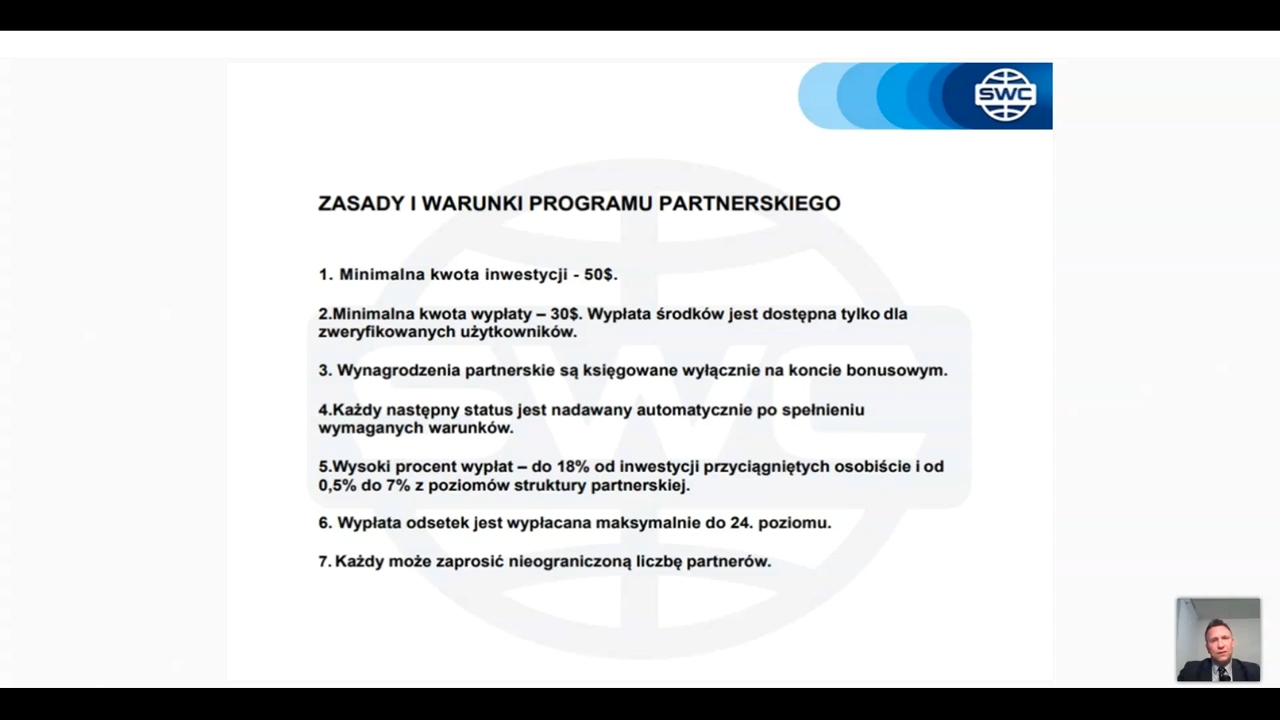 SWC
ZASADY I WARUNKI PROGRAMU PARTNERSKIEGO
1. Minimalna kwota inwestycji - 50$.
2.Minimalna kwota wypłaty – 30$. Wypłata środków jest dostępna tylko dla
zweryfikowanych użytkowników.
3. Wynagrodzenia partnerskie są księgowane wyłącznie na koncie bonusowym.
4.Każdy następny status jest nadawany automatycznie po spełnieniu
wymaganych warunków.
5.Wysoki procent wypłat – do 18% od inwestycji przyciągniętych osobiście i od
0,5% do 7% z poziomów struktury partnerskiej.
6. Wypłata odsetek jest wypłacana maksymalnie do 24. poziomu.
7. Każdy może zaprosić nieograniczoną liczbę partnerów.
SWC